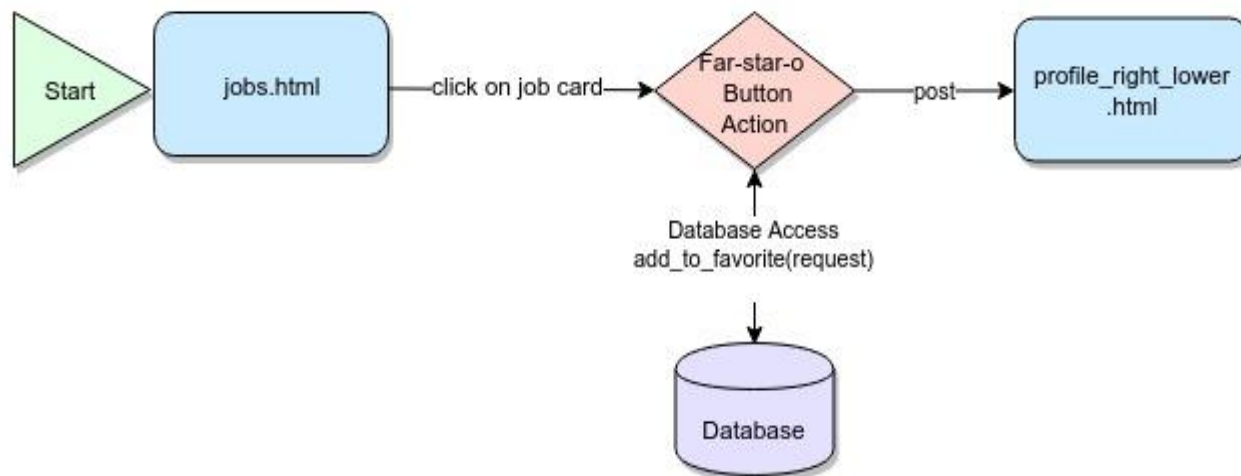 Start
jobs.html
click on job card
Far-star-o
Button
Action
post
profile_right_lower
.html
Database Access
add_to_favorite(request)
Database